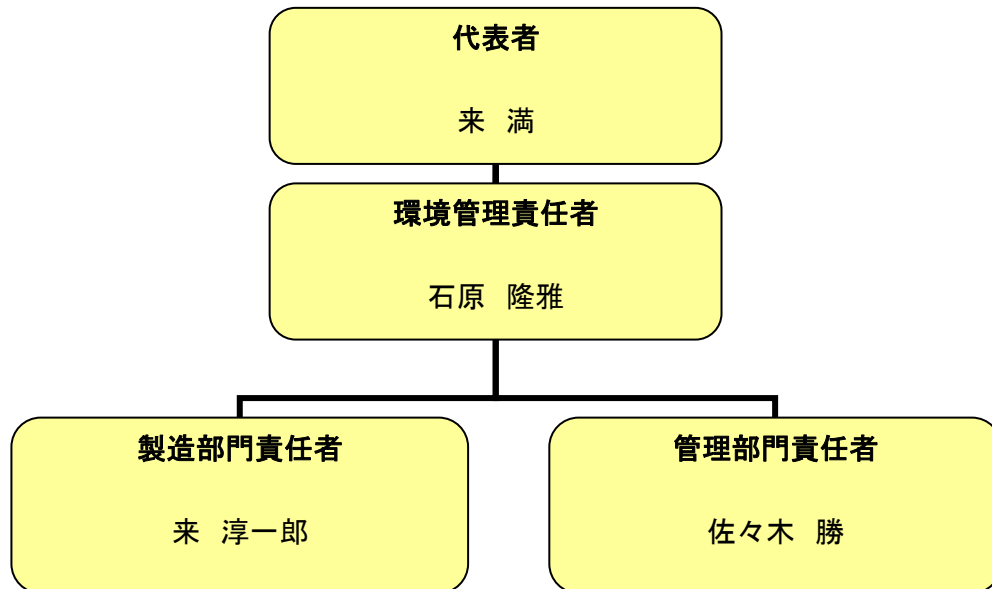 代表者
来　満
環境管理責任者
石原　隆雅
製造部門責任者
来　淳一郎
管理部門責任者
佐々木　勝